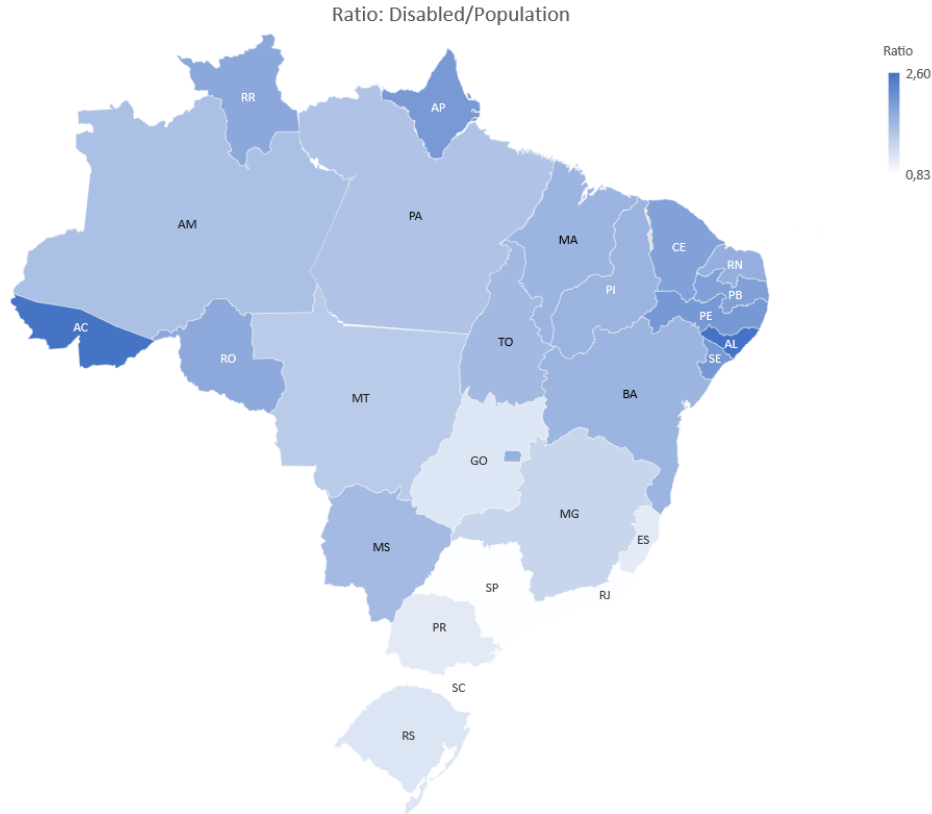 Ratio: Disabled/Population
Ratio
2,60
0,83
RR
AP
AM
PA
MA
CE
RN
PI
PB
PE
AC
TO
AL
RO
SE
MT
BA
GO
MG
MS
ES
SP
RJ
PR
SC
RS